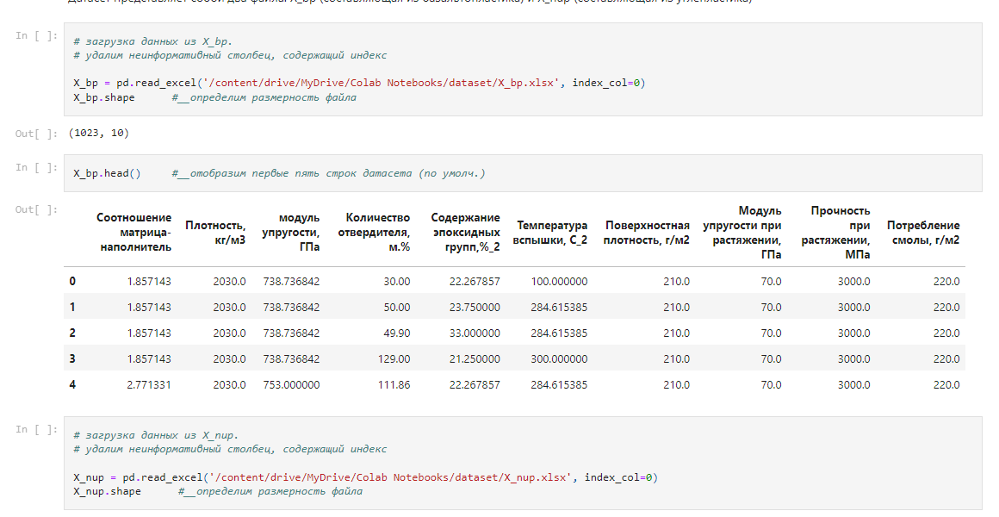 Датасет представляет собой два файла: X_bp (составляющая из базальтопластика) и X_nup (составляющая из углепластика)
In [ ]:
# загрузка данных из X_bp.
# удалим неинформативный столбец, содержащий индекс
X_bp = pd.read_excel('/content/drive/MyDrive/Colab Notebooks/dataset/X_bp.xlsx', index_col=0)
X_bp.shape #__определим размерность файла
Out[ ]: (1023, 10)
In [ ]:
X_bp.head() #__отобразим первые пять строк датасета (по умолч.)
Out[ ]:
Соотношение
матрица-
наполнитель
Плотность,
кг/м3
модуль
упругости,
ГПа
Количество
отвердителя,
м.%
Содержание
эпоксидных
групп,%_2
Температура
вспышки, С_2
Поверхностная
плотность, г/м2
Модуль
упругости при
растяжении,
ГПа
Прочность
при
растяжении,
МПа
Потребление
смолы, г/м2
0 1.857143 2030.0 738.736842 30.00 22.267857 100.000000 210.0 70.0 3000.0 220.0
1 1.857143 2030.0 738.736842 50.00 23.750000 284.615385 210.0 70.0 3000.0 220.0
2 1.857143 2030.0 738.736842 49.90 33.000000 284.615385 210.0 70.0 3000.0 220.0
3 1.857143 2030.0 738.736842 129.00 21.250000 300.000000 210.0 70.0 3000.0 220.0
4 2.771331 2030.0 753.000000 111.86 22.267857 284.615385 210.0 70.0 3000.0 220.0
In [ ]:
# загрузка данных из X_nup.
# удалим неинформативный столбец, содержащий индекс
X_nup = pd.read_excel('/content/drive/MyDrive/Colab Notebooks/dataset/X_nup.xlsx', index_col=0)
X_nup.shape #__определим размерность файла